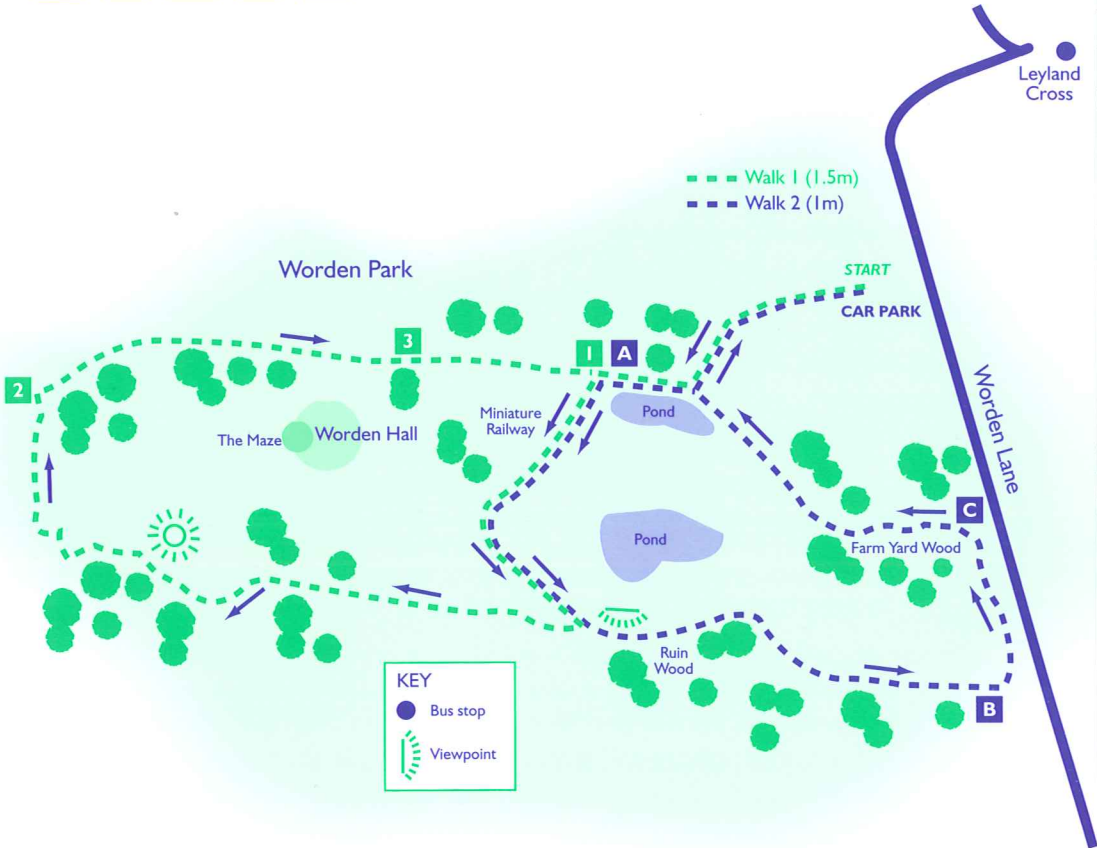 Leyland
Cross
Walk 1 (1.5m)
Walk 2 (1m)
START
CAR PARK
Worden Park
Worden Lane
3
1
A
2
Miniature
Railway
Pond
The Maze
Worden Hall
C
Pond
Farm Yard Wood
Ruin
Wood
B
KEY
Bus stop
Viewpoint